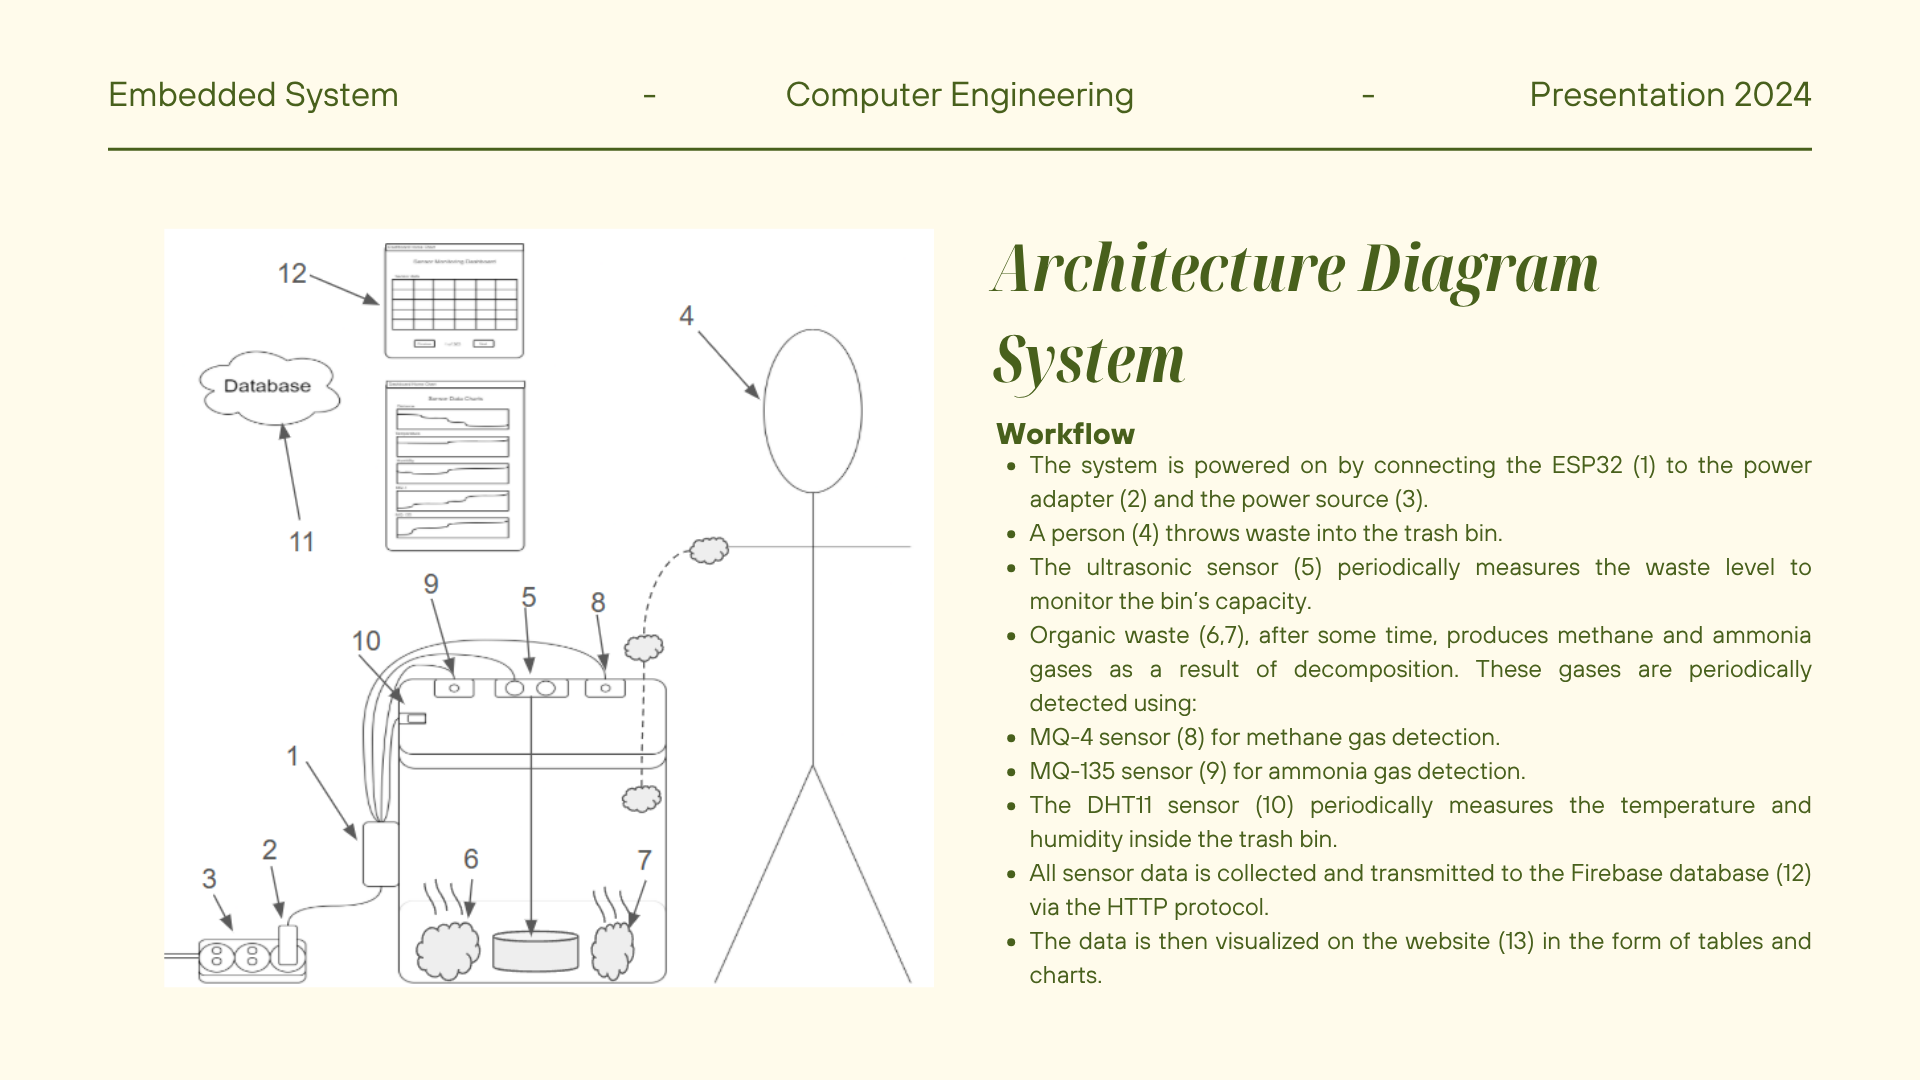 Embedded System - Computer Engineering - Presentation 2024
12
Sensor Monitoring Dashboard
4
Database
Sensor Data Charts
11
9
5
8
10
1
6
7
2
3
Architecture Diagram
System
Workflow
• The system is powered on by connecting the ESP32 (1) to the power
adapter (2) and the power source (3).
• A person (4) throws waste into the trash bin.
• The ultrasonic sensor (5) periodically measures the waste level to
monitor the bin's capacity.
• Organic waste (6,7), after some time, produces methane and ammonia
gases as a result of decomposition. These gases are periodically
detected using:
• MQ-4 sensor (8) for methane gas detection.
• MQ-135 sensor (9) for ammonia gas detection.
• The DHT11 sensor (10) periodically measures the temperature and
humidity inside the trash bin.
• All sensor data is collected and transmitted to the Firebase database (12)
via the HTTP protocol.
• The data is then visualized on the website (13) in the form of tables and
charts.